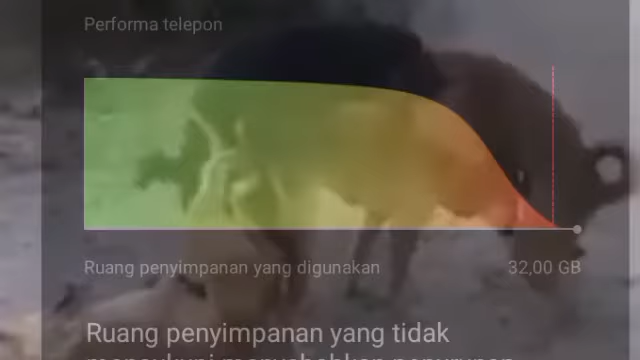 Performa telepon
Ruang penyimpanan yang digunakan
32,00 GB
Ruang penyimpanan yang tidak